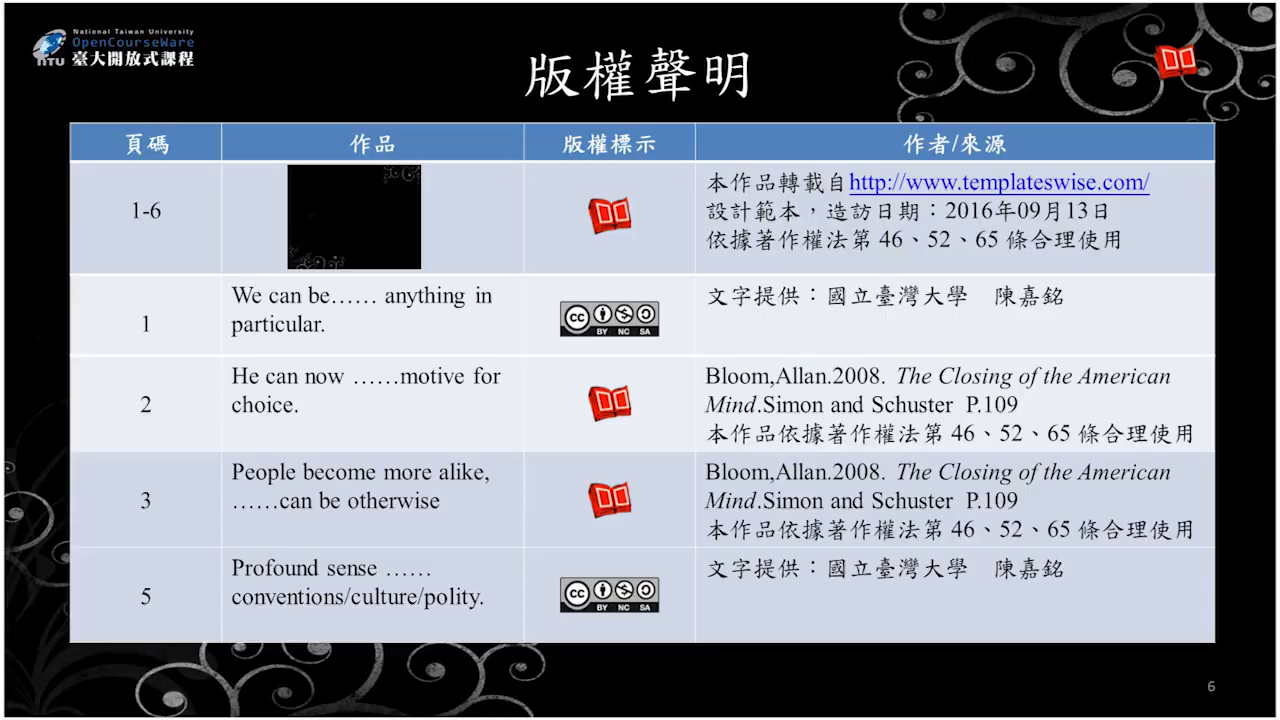 National Taiwan University
OpenCourseWare
NTU 臺大開放式課程
版權聲明
頁碼 作品 版權標示 作者/來源
1-6
本作品轉載自http://www.templateswise.com/
設計範本，造訪日期：2016年09月13日
依據著作權法第 46、52、65 條合理使用
1
We can be…… anything in
particular.
cc BY NC SA
文字提供：國立臺灣大學 陳嘉銘
2
He can now ……motive for
choice.
Bloom,Allan.2008. The Closing of the American
Mind.Simon and Schuster P.109
本作品依據著作權法第 46、52、65 條合理使用
3
People become more alike,
……can be otherwise
Bloom,Allan.2008. The Closing of the American
Mind.Simon and Schuster P.109
本作品依據著作權法第 46、52、65 條合理使用
5
Profound sense ……
conventions/culture/polity.
cc BY NC SA
文字提供：國立臺灣大學 陳嘉銘
6